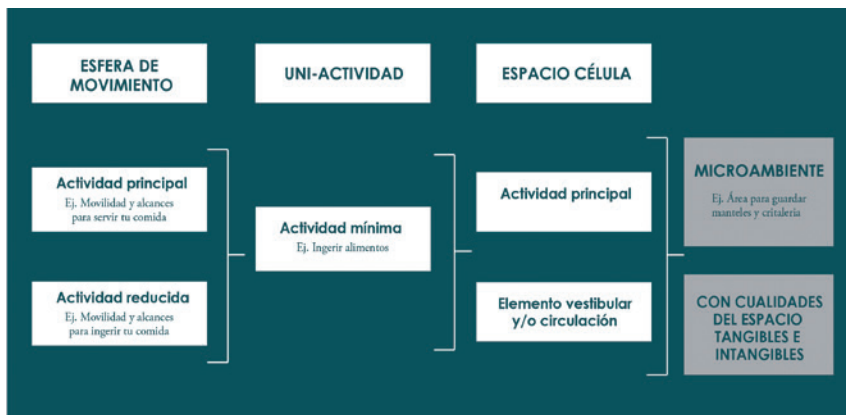 ESFERA DE
MOVIMIENTO
UNI-ACTIVIDAD
ESPACIO CÉLULA
Actividad principal
Ej. Movilidad y alcances
para servir tu comida
Actividad reducida
Ej. Movilidad y alcances
para ingerir tu comida
Actividad mínima
Ej. Ingerir alimentos
Actividad principal
Elemento vestibular
y/o circulación
MICROAMBIENTE
Ej. Área para guardar
manteles y critaleria
CON CUALIDADES
DEL ESPACIO
TANGIBLES E
INTANGIBLES